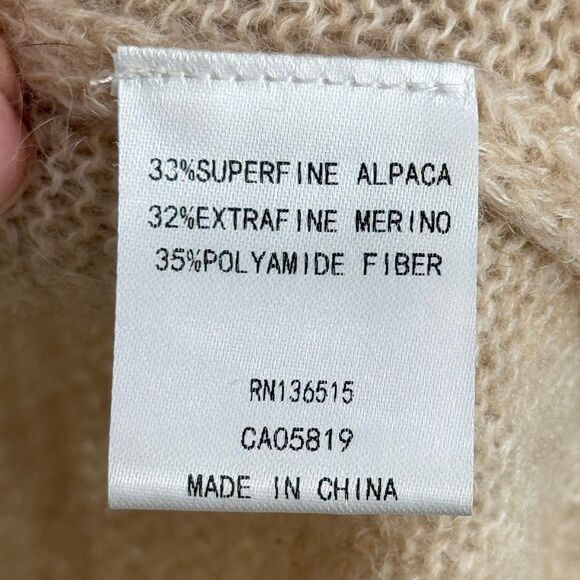 33%SUPERFINE ALPACA
32%EXTRAFINE MERINO
35%POLYAMIDE FIBER
RN136515
CA05819
MADE IN CHINA